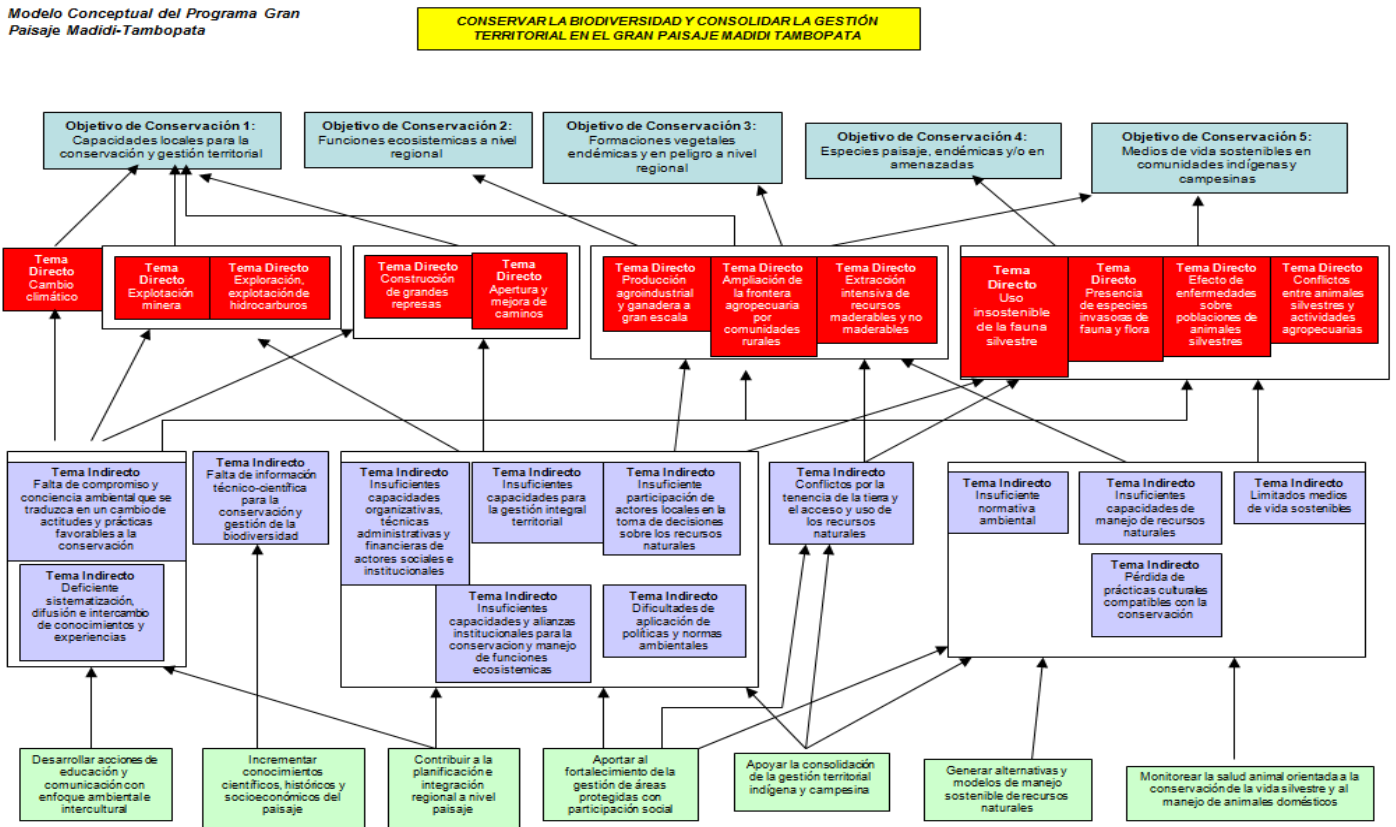 Modelo Conceptual del Programa Gran
Paisaje Madidi-Tambopata
CONSERVAR LA BIODIVERSIDAD Y CONSOLIDAR LA GESTIÓN
TERRITORIAL EN EL GRAN PAISAJE MADIDI TAMBOPATA
Objetivo de Conservación 1:
Capacidades locales para la
conservación y gestión territorial
Objetivo de Conservación 2:
Funciones ecosistemicas a nivel
regional
Objetivo de Conservación 3:
Formaciones vegetales
endémicas y en peligro a nivel
regional
Objetivo de Conservación 4:
Especies paisaje, endémicas y/o en
amenazadas
Objetivo de Conservación 5:
Medios de vida sostenibles en
comunidades indígenas y
campesinas
Tema
Directo
Cambio
climático
Tema
Directo
Explotación
minera
Tema Directo
Exploración,
explotación de
hidrocarburos
Tema Directo
Construcción
de grandes
represas
Tema
Directo
Apertura y
mejora de
caminos
Tema Directo
Producción
agroindustrial
y ganadera a
gran escala
Tema Directo
Ampliación de
la frontera
agropecuaria
por
comunidades
rurales
Tema Directo
Extracción
intensiva de
recursos
maderables y no
maderables
Tema
Directo
Uso
insostenible
de la fauna
silvestre
Tema
Directo
Presencia
de especies
invasoras de
fauna y flora
Tema Directo
Efecto de
enfermedades
sobre
poblaciones de
animales
silvestres
Tema Directo
Conflictos
entre animales
silvestres y
actividades
agropecuarias
Tema Indirecto
Falta de compromiso y
conciencia ambiental que se
traduzca en un cambio de
actitudes y prácticas
favorables a la
conservación
Tema Indirecto
Deficiente
sistematización,
difusión e intercambio
de conocimientos y
experiencias
Tema Indirecto
Falta de información
técnico-científica
para la
conservación y
gestión de la
biodiversidad
Tema Indirecto
Insuficientes
capacidades
organizativas,
técnicas
administrativas y
financieras de
actores sociales e
institucionales
Tema Indirecto
Insuficientes
capacidades para
la gestión integral
territorial
Tema Indirecto
Insuficiente
participación de
actores locales en la
toma de decisiones
sobre los recursos
naturales
Tema Indirecto
Insuficientes
capacidades y alianzas
institucionales para la
conservacion y manejo
de funciones
ecosistemicas
Tema Indirecto
Dificultades de
aplicación de
políticas y normas
ambientales
Tema Indirecto
Conflictos por la
tenencia de la tierra y
el acceso y uso de
los recursos
naturales
Tema Indirecto
Insuficiente
normativa
ambiental
Tema Indirecto
Insuficientes
capacidades de
manejo de recursos
naturales
Tema Indirecto
Limitados medios
de vida sostenibles
Tema Indirecto
Pérdida de
prácticas culturales
compatibles con la
conservación
Desarrollar acciones de
educación y
comunicación con
enfoque ambiental e
intercultural
Incrementar
conocimientos
científicos, históricos y
socioeconómicos del
paisaje
Contribuir a la
planificación e
integración
regional a nivel
paisaje
Aportar al
fortalecimiento de la
gestión de áreas
protegidas con
participación social
Apoyar la consolidación
de la gestión territorial
indígena y campesina
Generar alternativas y
modelos de manejo
sostenible de recursos
naturales
Monitorear la salud animal orientada a la
conservación de la vida silvestre y al
manejo de animales domésticos